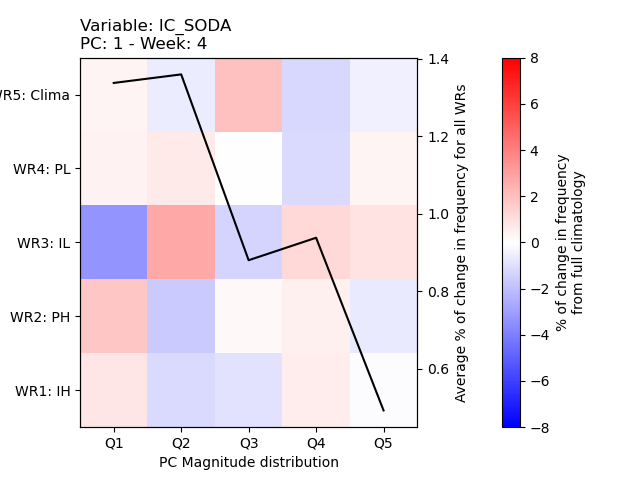 Variable: IC_SODA
PC: 1 - Week: 4
WR5: Clima
WR4: PL
WR3: IL
WR2: PH
WR1: IH
Q1 Q2 Q3 Q4 Q5
PC Magnitude distribution
1.4
1.2
1.0
0.8
0.6
Average % of change in frequency for all WRs
8
6
4
2
0
−2
−4
−6
−8
% of change in frequency
from full climatology